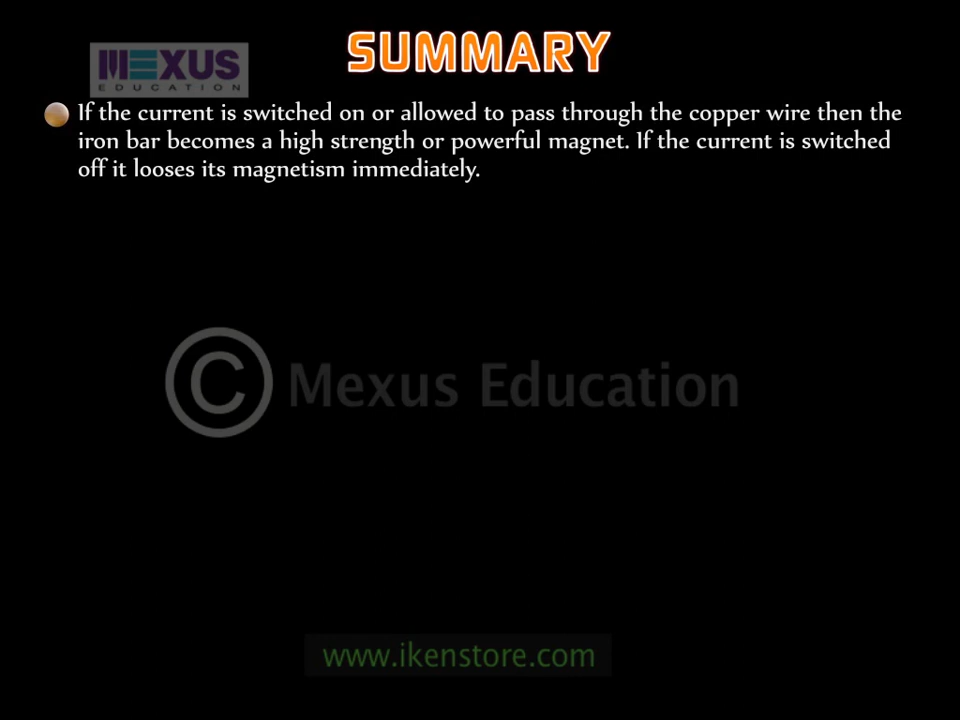 SUMMARY
MEXUS
EDUCATION
If the current is switched on or allowed to pass through the copper wire then the
iron bar becomes a high strength or powerful magnet. If the current is switched
off it looses its magnetism immediately.
© Mexus Education
www.ikenstore.com